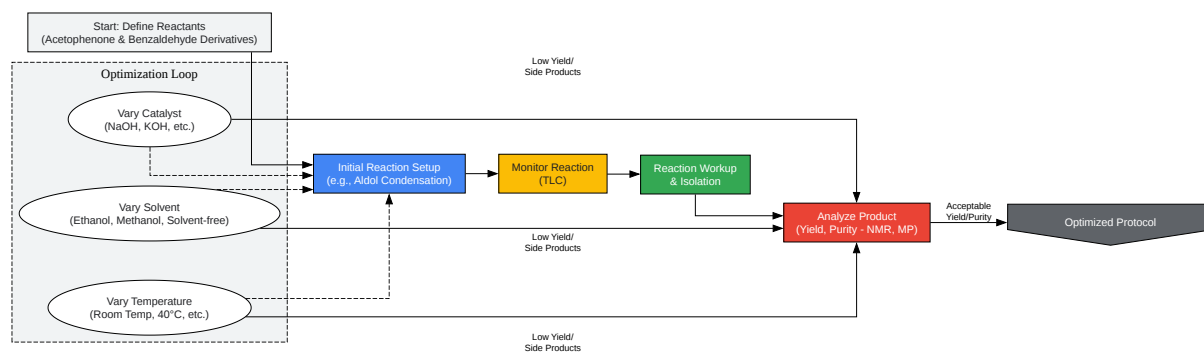 Start: Define Reactants
(Acetophenone & Benzaldehyde Derivatives)
Optimization Loop
Vary Catalyst
(NaOH, KOH, etc.)
Vary Solvent
(Ethanol, Methanol, Solvent-free)
Vary Temperature
(Room Temp, 40°C, etc.)
Low Yield/
Side Products
Initial Reaction Setup
(e.g., Aldol Condensation)
Monitor Reaction
(TLC)
Reaction Workup
& Isolation
Low Yield/
Side Products
Low Yield/
Side Products
Analyze Product
(Yield, Purity - NMR, MP)
Acceptable
Yield/Purity
Optimized Protocol